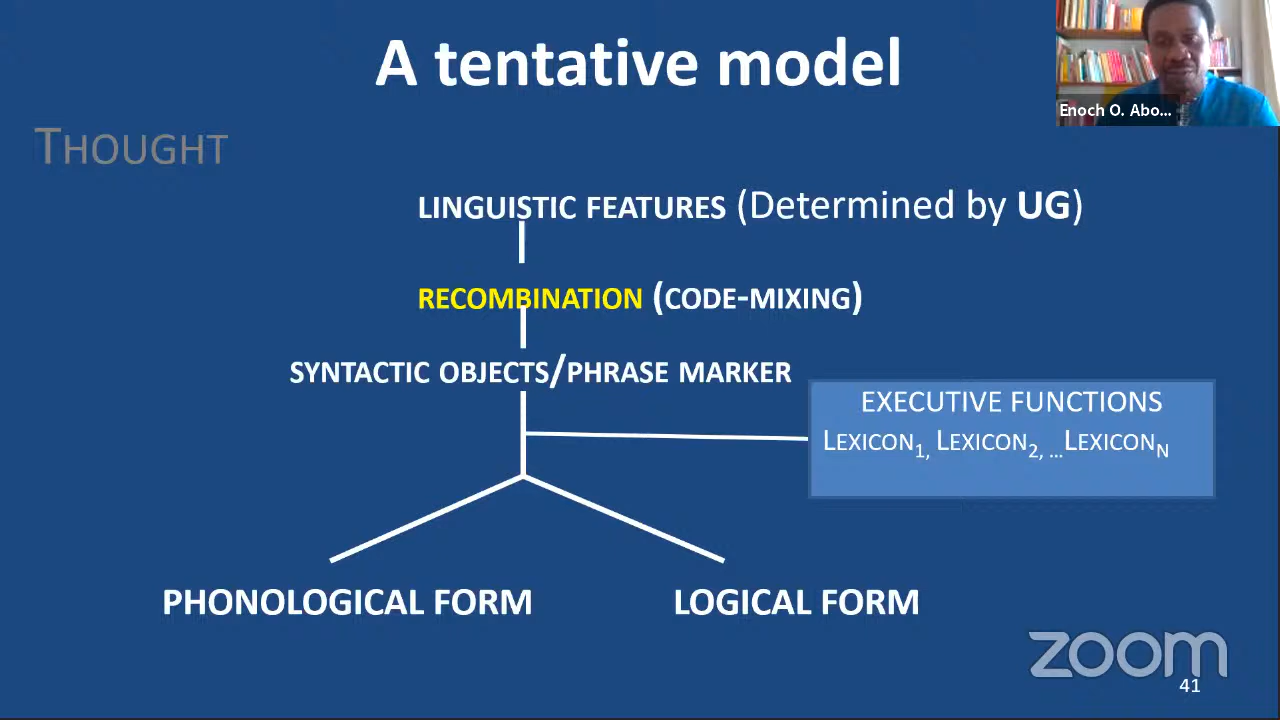 A tentative model
Enoch O. Abo...
THOUGHT
LINGUISTIC FEATURES (Determined by UG)
RECOMBINATION (CODE-MIXING)
SYNTACTIC OBJECTS/PHRASE MARKER
EXECUTIVE FUNCTIONS
LEXICON1, LEXICON2, ...LEXICONN
PHONOLOGICAL FORM LOGICAL FORM
zoom
41